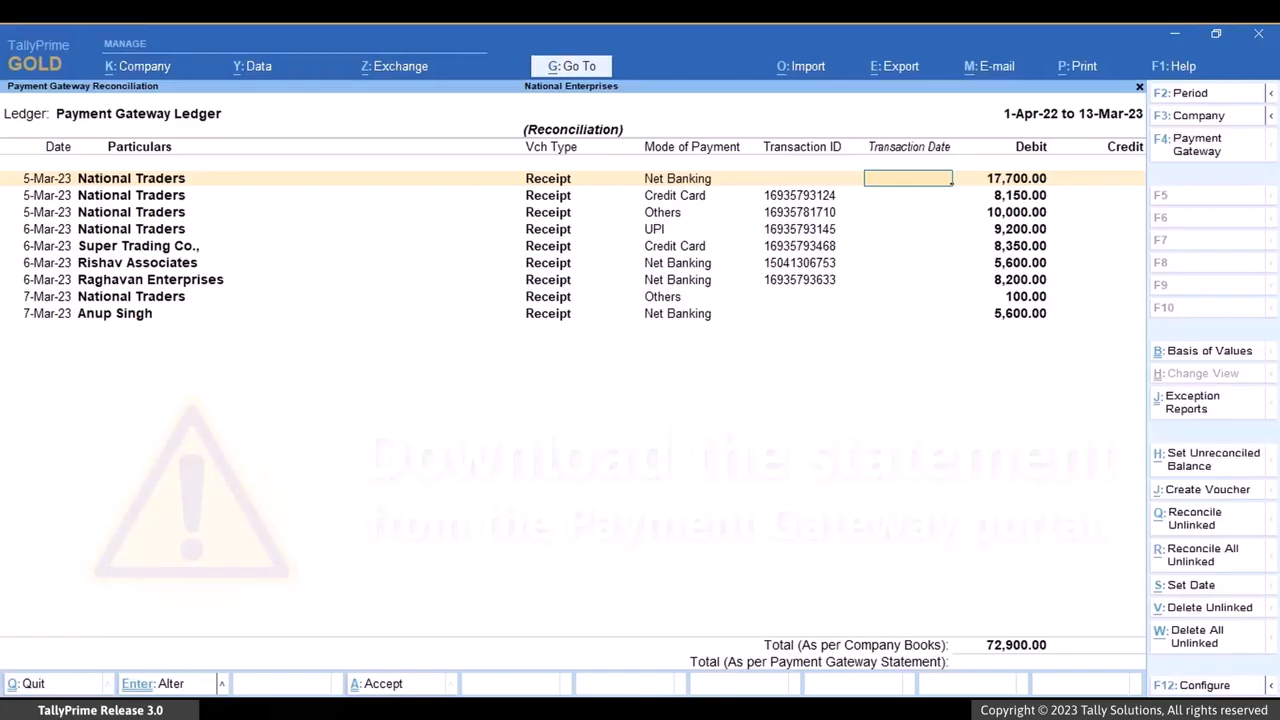 TallyPrime
GOLD
MANAGE
K: Company
Y: Data
Z: Exchange
G: Go To
O: Import
E: Export
M: E-mail
P: Print
F1: Help
Payment Gateway Reconciliation
National Enterprises
Ledger: Payment Gateway Ledger
1-Apr-22 to 13-Mar-23
(Reconciliation)
Date Particulars Vch Type Mode of Payment Transaction ID Transaction Date Debit Credit
5-Mar-23 National Traders Receipt Net Banking 17,700.00
5-Mar-23 National Traders Receipt Credit Card 16935793124 8,150.00
5-Mar-23 National Traders Receipt Others 16935781710 10,000.00
6-Mar-23 National Traders Receipt UPI 16935793145 9,200.00
6-Mar-23 Super Trading Co., Receipt Credit Card 16935793468 8,350.00
6-Mar-23 Rishav Associates Receipt Net Banking 15041306753 5,600.00
6-Mar-23 Raghavan Enterprises Receipt Net Banking 16935793633 8,200.00
7-Mar-23 National Traders Receipt Others 100.00
7-Mar-23 Anup Singh Receipt Net Banking 5,600.00
Download the statement
from the Payment Gateway portal
Total (As per Company Books): 72,900.00
Total (As per Payment Gateway Statement):
F2: Period
F3: Company
F4: Payment
Gateway
F5
F6
F7
F8
F9
F10
B: Basis of Values
H: Change View
J: Exception
Reports
H: Set Unreconciled
Balance
J: Create Voucher
Q: Reconcile
Unlinked
R: Reconcile All
Unlinked
S: Set Date
V: Delete Unlinked
W: Delete All
Unlinked
F12: Configure
Q: Quit
Enter: Alter
A: Accept
TallyPrime Release 3.0
Copyright © 2023 Tally Solutions, All rights reserved